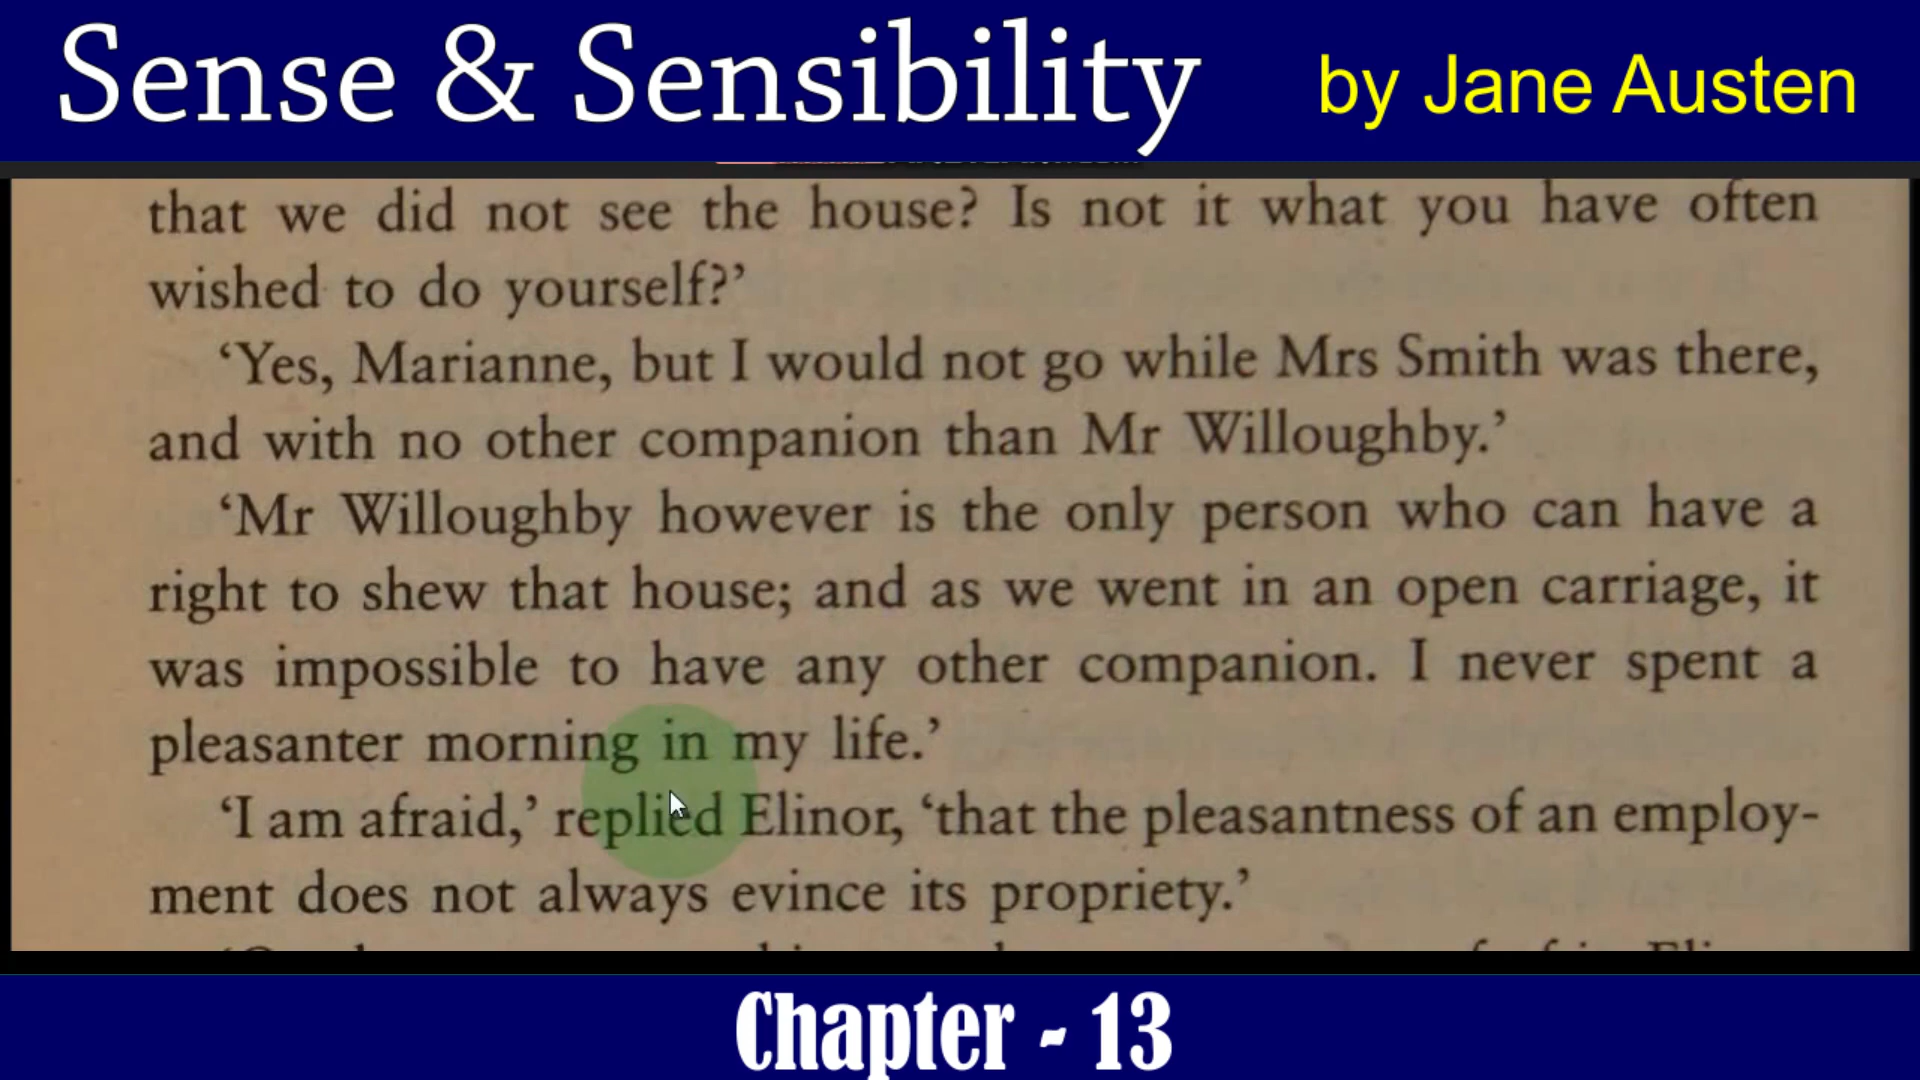 Sense & Sensibility by Jane Austen
that we did not see the house? Is not it what you have often
wished to do yourself?’
‘Yes, Marianne, but I would not go while Mrs Smith was there,
and with no other companion than Mr Willoughby.’
‘Mr Willoughby however is the only person who can have a
right to shew that house; and as we went in an open carriage, it
was impossible to have any other companion. I never spent a
pleasanter morning in my life.’
‘I am afraid,’ replied Elinor, ‘that the pleasantness of an employ-
ment does not always evince its propriety.’
Chapter - 13